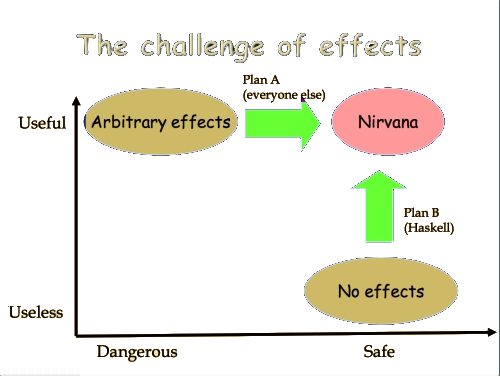 The challenge of effects
Plan A
(everyone else)
Useful
Arbitrary effects
Nirvana
Plan B
(Haskell)
No effects
Useless
Dangerous
Safe